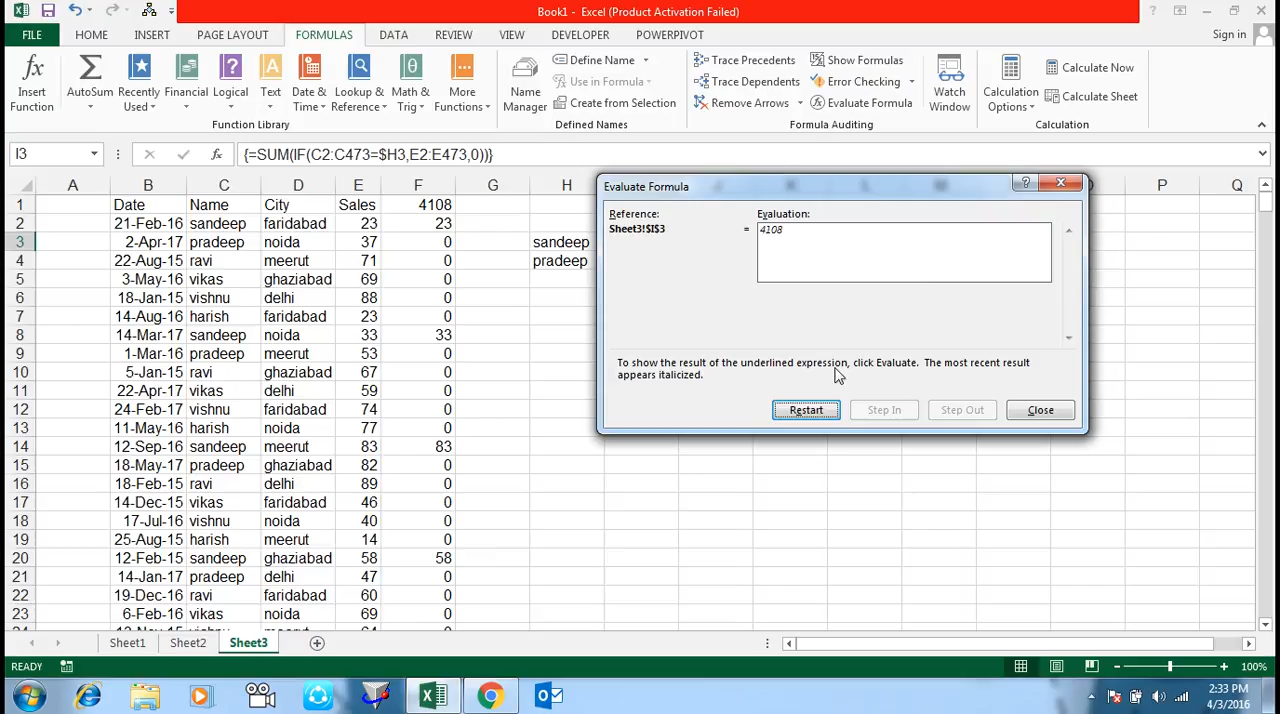 Book1 - Excel (Product Activation Failed)
FILE HOME INSERT PAGE LAYOUT FORMULAS DATA REVIEW VIEW DEVELOPER POWERPIVOT Sign in
Insert Function
AutoSum
Recently Used
Financial
Logical
Text
Date & Time
Lookup & Reference
Math & Trig
More Functions
Function Library
Name Manager
Define Name
Use in Formula
Create from Selection
Defined Names
Trace Precedents
Trace Dependents
Remove Arrows
Show Formulas
Error Checking
Evaluate Formula
Formula Auditing
Watch Window
Calculation Options
Calculate Now
Calculate Sheet
Calculation
I3 fx {=SUM(IF(C2:C473=$H3,E2:E473,0))}
A B C D E F G H P Q
1 Date Name City Sales 4108
2 21-Feb-16 sandeep faridabad 23 23
3 2-Apr-17 pradeep noida 37 0 sandeep
4 22-Aug-15 ravi meerut 71 0 pradeep
5 3-May-16 vikas ghaziabad 69 0
6 18-Jan-15 vishnu delhi 88 0
7 14-Aug-16 harish faridabad 23 0
8 14-Mar-17 sandeep noida 33 33
9 1-Mar-16 pradeep meerut 53 0
10 5-Jan-15 ravi ghaziabad 67 0
11 22-Apr-17 vikas delhi 59 0
12 24-Feb-16 vishnu faridabad 74 0
13 11-May-16 harish noida 77 0
14 12-Sep-16 sandeep meerut 83 83
15 18-May-17 pradeep ghaziabad 82 0
16 18-Feb-15 ravi delhi 89 0
17 14-Dec-15 vikas faridabad 46 0
18 17-Jul-16 vishnu noida 40 0
19 25-Aug-15 harish meerut 14 0
20 12-Feb-15 sandeep ghaziabad 58 58
21 14-Jan-17 pradeep delhi 47 0
22 19-Dec-16 ravi faridabad 60 0
23 6-Feb-16 vikas noida 69 0
Evaluate Formula
Reference: Evaluation:
Sheet3!$I$3 = 4108
To show the result of the underlined expression, click Evaluate. The most recent result
appears italicized.
Restart Step In Step Out Close
Sheet1 Sheet2 Sheet3
READY 100%
2:33 PM
4/3/2016